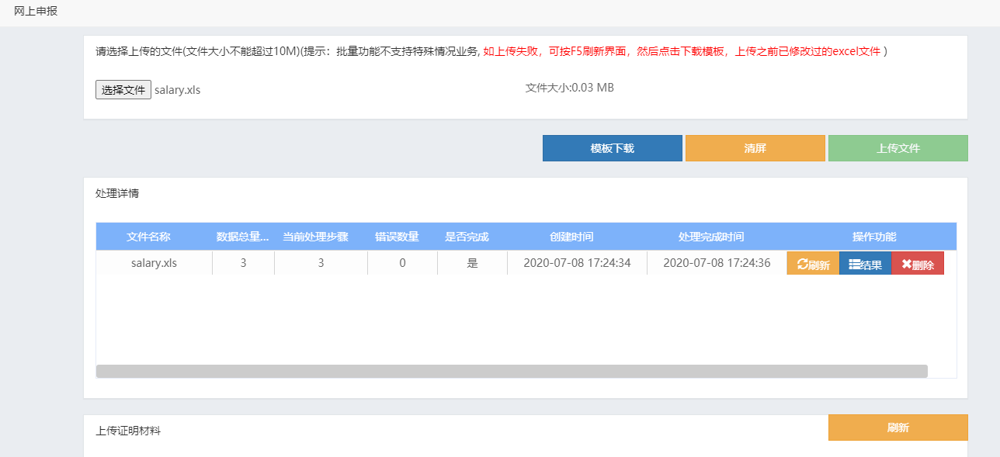 网上申报
请选择上传的文件(文件大小不能超过10M)(提示：批量功能不支持特殊情况业务, 如上传失败，可按F5刷新界面，然后点击下载模板，上传之前已修改过的excel文件 )
选择文件 salary.xls 文件大小:0.03 MB
模板下载 清屏 上传文件
处理详情
文件名称 数据总量... 当前处理步骤 错误数量 是否完成 创建时间 处理完成时间 操作功能
salary.xls 3 3 0 是 2020-07-08 17:24:34 2020-07-08 17:24:36 刷新 结果 删除
上传证明材料 刷新